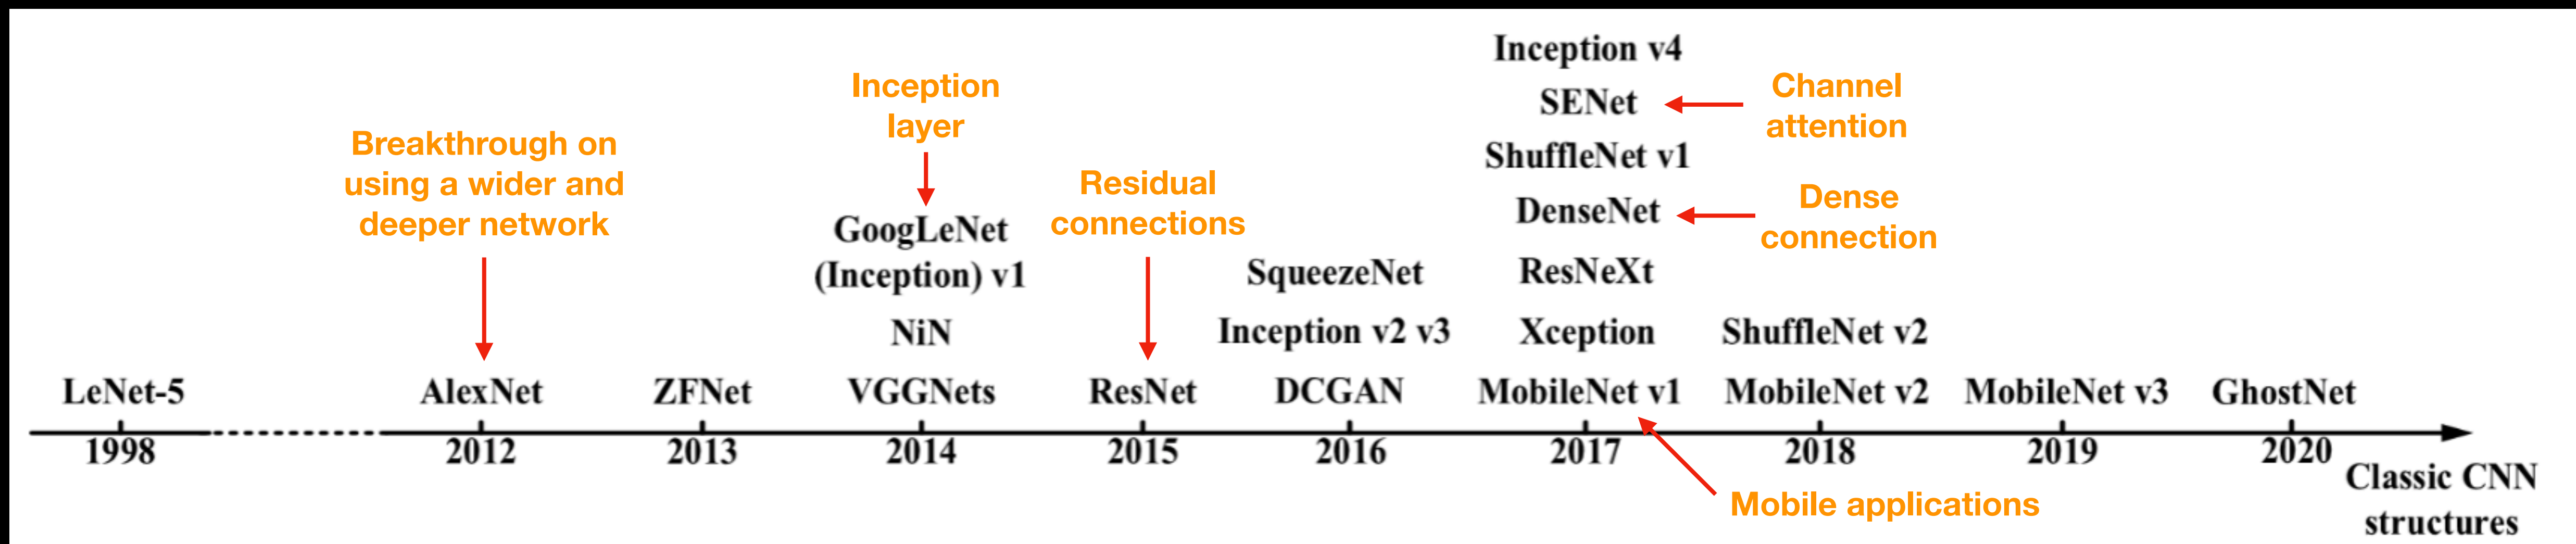 Inception v4
Inception
layer
SENet
Channel
attention
Breakthrough on
using a wider and
deeper network
ShuffleNet v1
Residual
connections
DenseNet
Dense
connection
GoogLeNet
(Inception) v1
SqueezeNet
ResNeXt
NiN
Inception v2 v3
Xception
ShuffleNet v2
LeNet-5
AlexNet
ZFNet
VGGNets
ResNet
DCGAN
MobileNet v1
MobileNet v2
MobileNet v3
GhostNet
1998
2012
2013
2014
2015
2016
2017
2018
2019
2020
Classic CNN
structures
Mobile applications